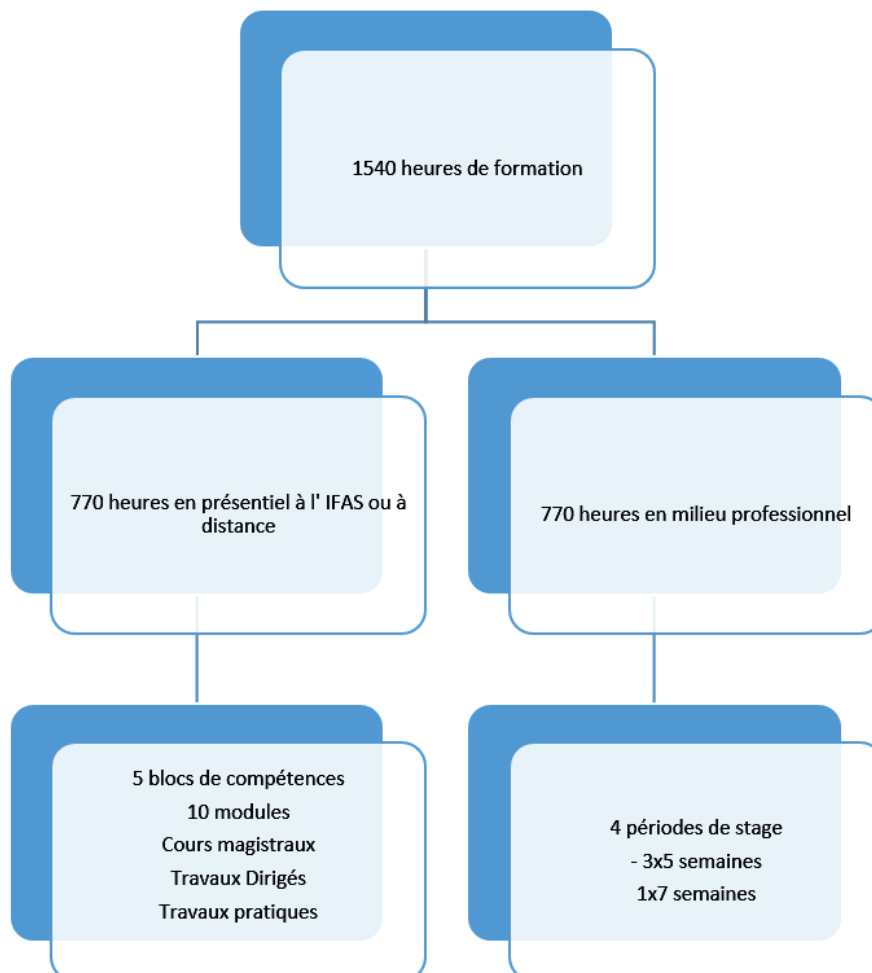 1540 heures de formation
770 heures en présentiel à l' IFAS ou à
distance
770 heures en milieu professionnel
5 blocs de compétences
10 modules
Cours magistraux
Travaux Dirigés
Travaux pratiques
4 périodes de stage
- 3x5 semaines
1x7 semaines